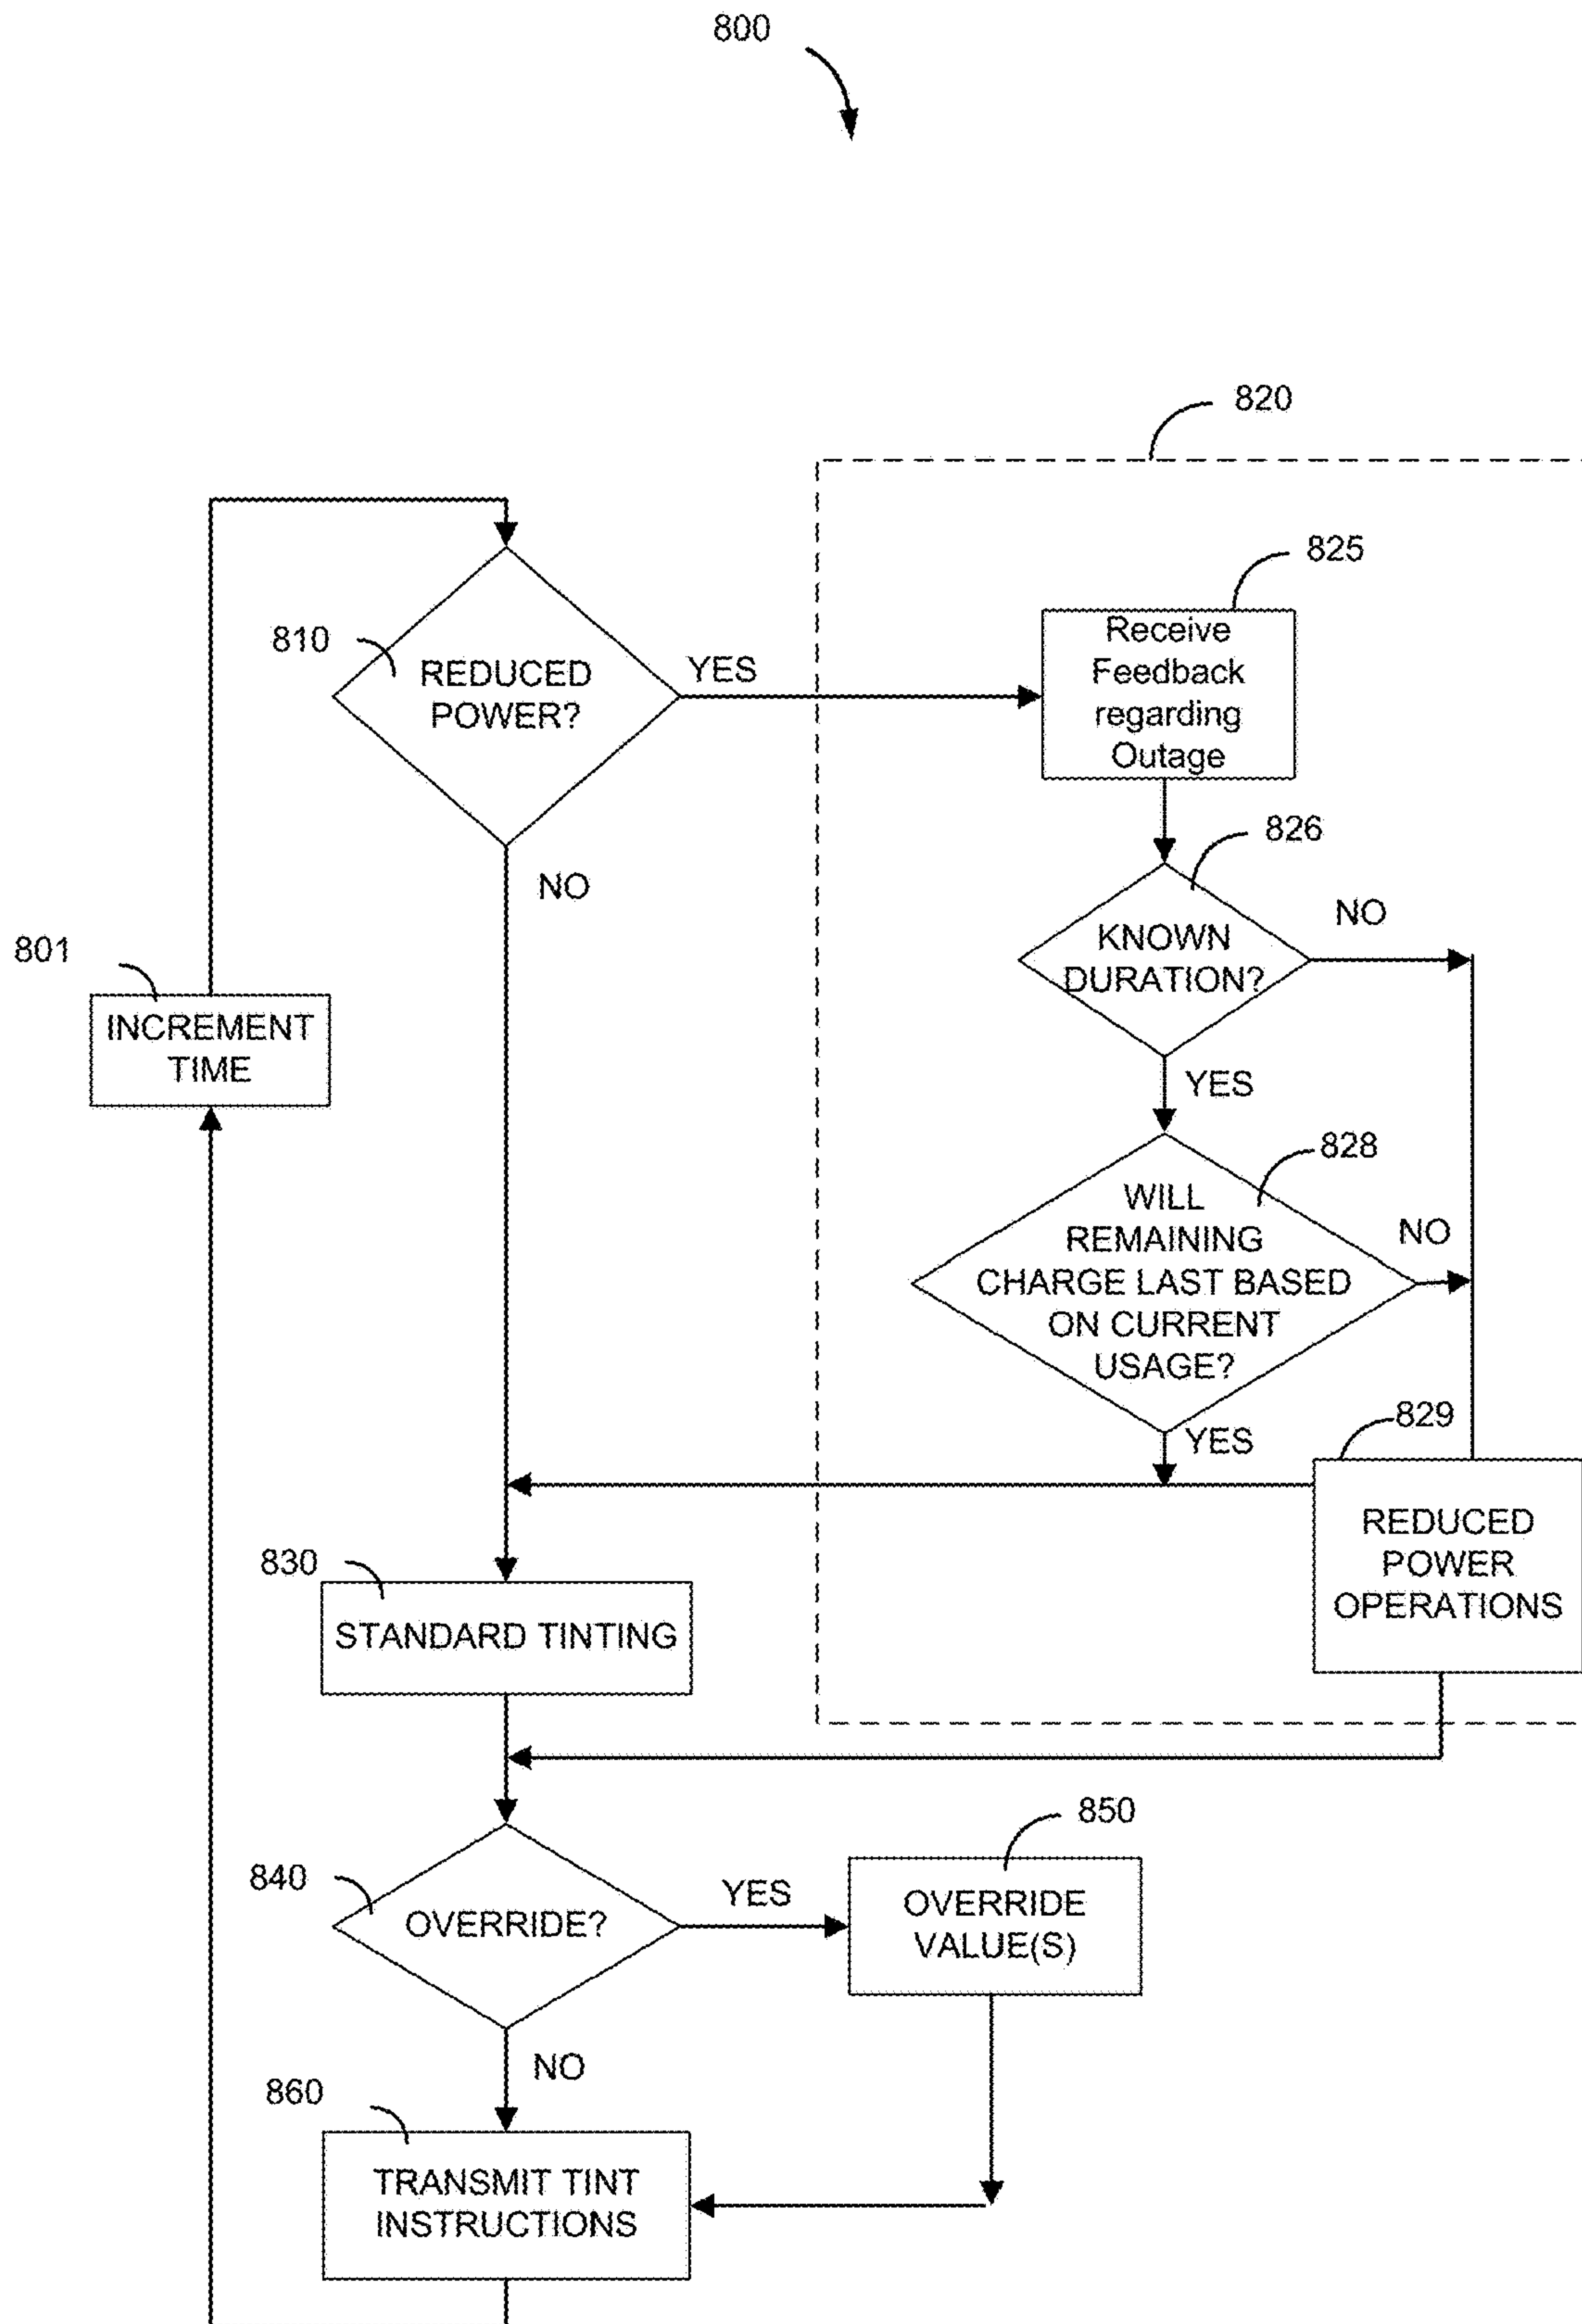 800
820
825
Receive
Feedback
regarding
Outage
810
REDUCED
POWER?
YES
NO
826
KNOWN
DURATION?
NO
YES
801
INCREMENT
TIME
828
WILL
REMAINING
CHARGE LAST BASED
ON CURRENT
USAGE?
NO
YES
829
REDUCED
POWER
OPERATIONS
830
STANDARD TINTING
840
OVERRIDE?
YES
850
OVERRIDE
VALUE(S)
NO
860
TRANSMIT TINT
INSTRUCTIONS